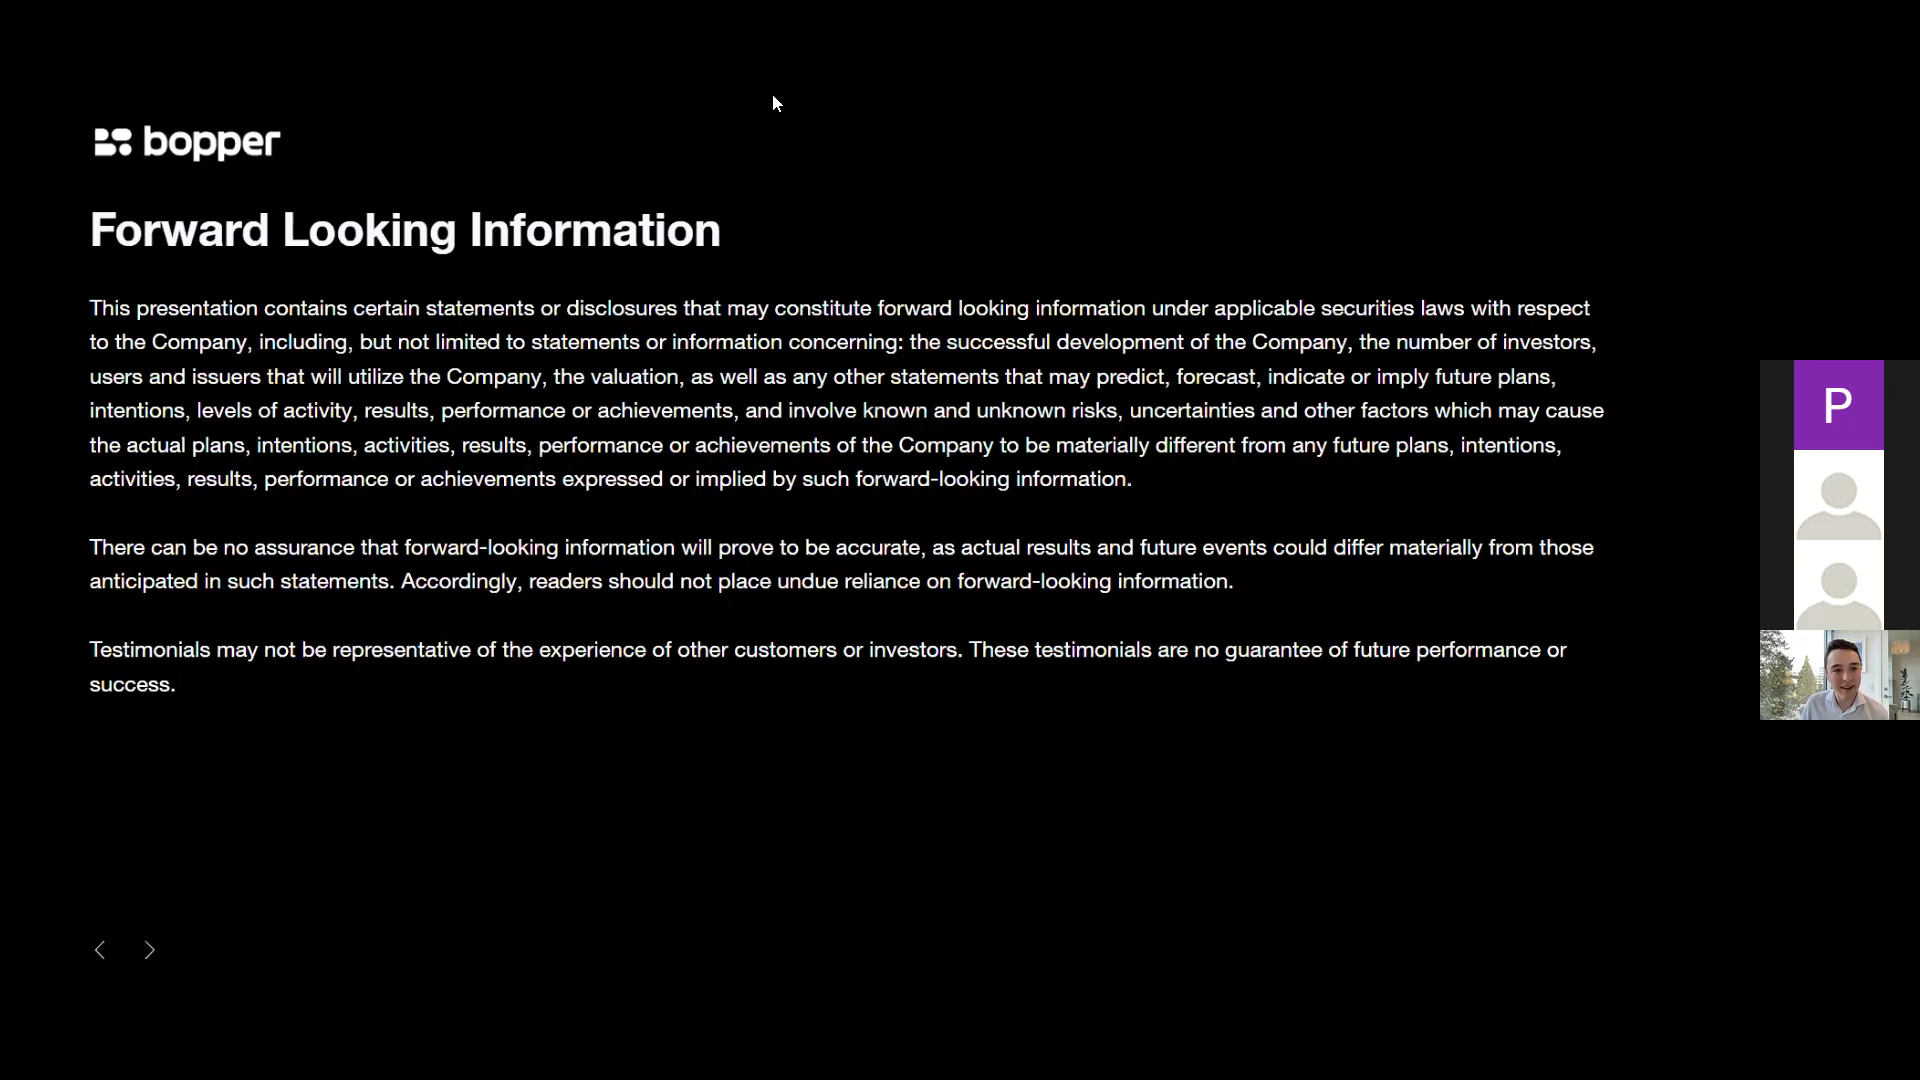 bopper
Forward Looking Information
This presentation contains certain statements or disclosures that may constitute forward looking information under applicable securities laws with respect
to the Company, including, but not limited to statements or information concerning: the successful development of the Company, the number of investors,
users and issuers that will utilize the Company, the valuation, as well as any other statements that may predict, forecast, indicate or imply future plans,
intentions, levels of activity, results, performance or achievements, and involve known and unknown risks, uncertainties and other factors which may cause
the actual plans, intentions, activities, results, performance or achievements of the Company to be materially different from any future plans, intentions,
activities, results, performance or achievements expressed or implied by such forward-looking information.
There can be no assurance that forward-looking information will prove to be accurate, as actual results and future events could differ materially from those
anticipated in such statements. Accordingly, readers should not place undue reliance on forward-looking information.
Testimonials may not be representative of the experience of other customers or investors. These testimonials are no guarantee of future performance or
success.
P